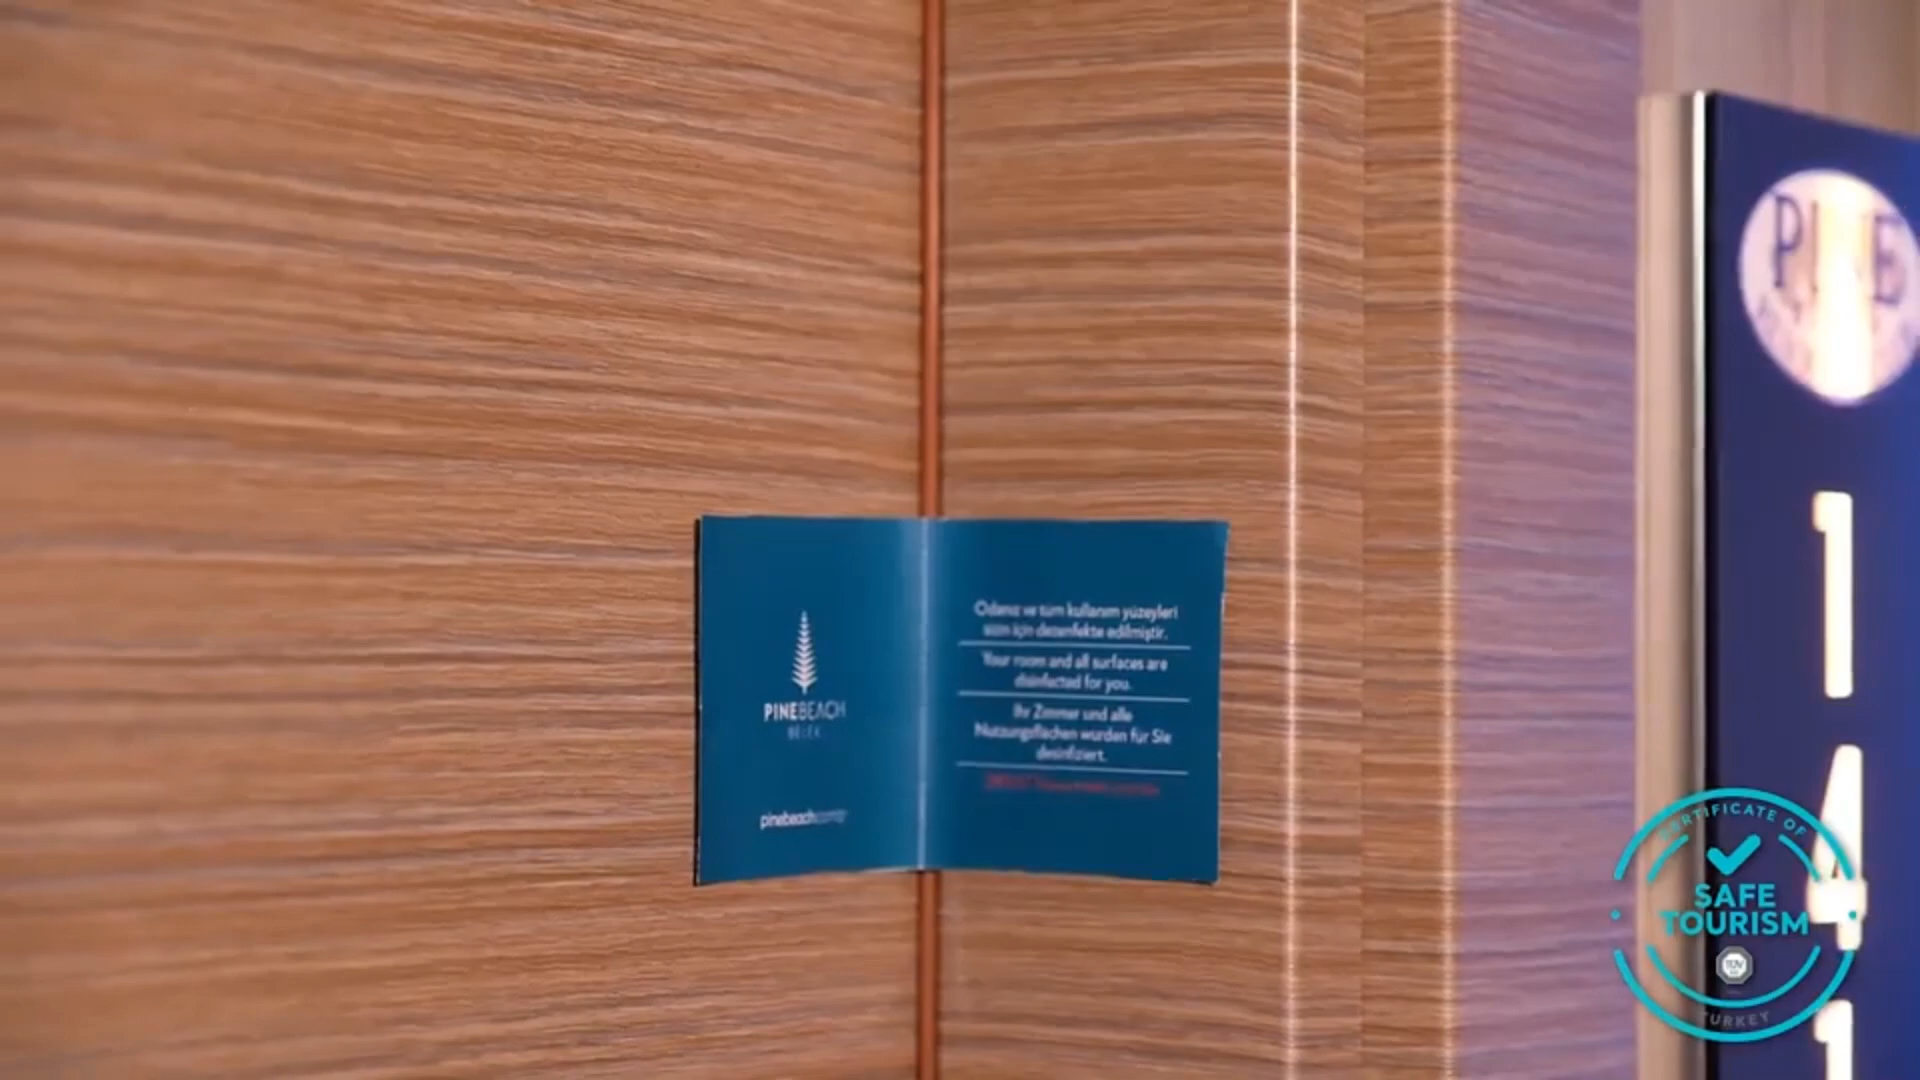 PINEBEACH
BELEK
pinebeach
Odanız ve tüm kullanım yüzeyleri
sizin için dezenfekte edilmiştir.
Your room and all surfaces are
disinfected for you.
Ihr Zimmer und alle
Nutzungsflächen wurden für Sie
desinfiziert.
PINE
1
4
1
CERTIFICATE OF
SAFE
TOURISM
TÜV
TURKEY